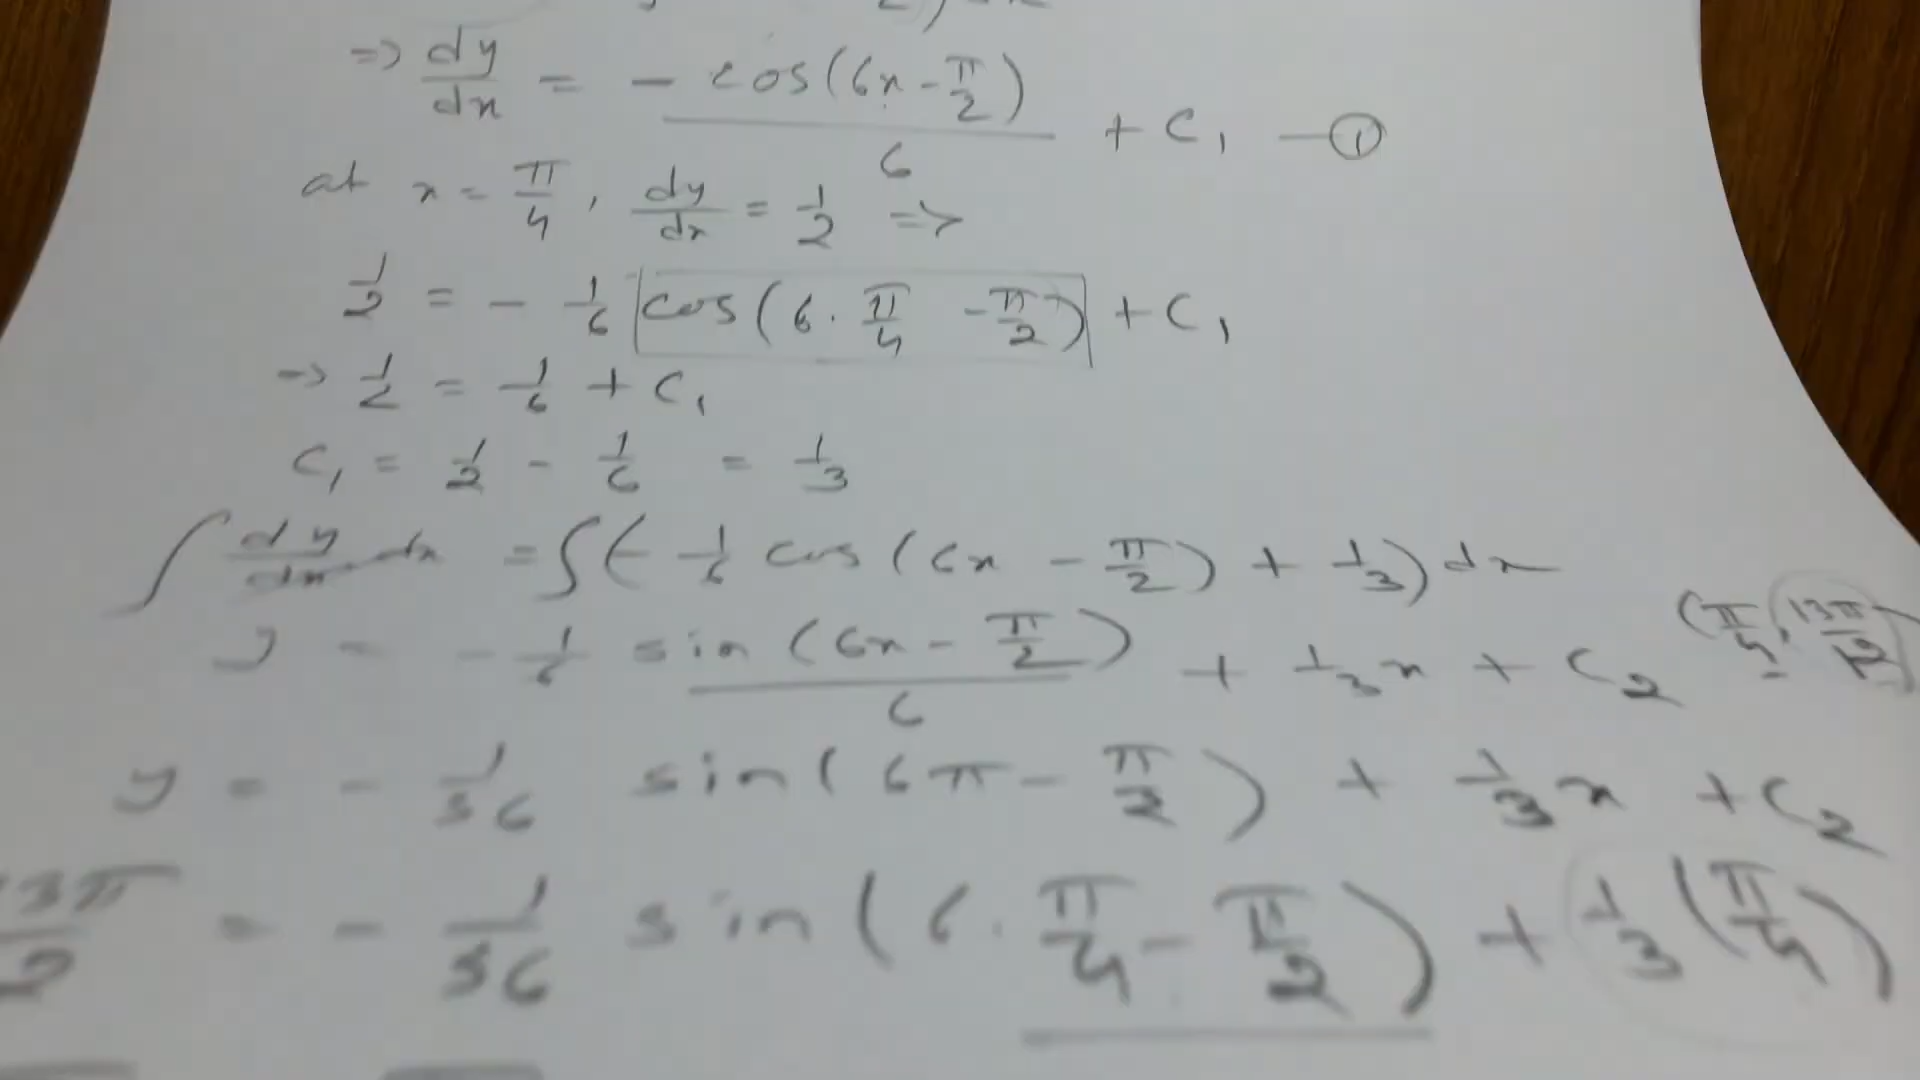 => dy/dx = - cos(6x - π/2)/6 + C₁ —①
at x = π/4, dy/dx = 1/2 =>
1/2 = - 1/6 cos(6 · π/4 - π/2) + C₁
=> 1/2 = 1/6 + C₁
C₁ = 1/2 - 1/6 = 1/3
∫ dy/dx · dx = ∫(- 1/6 cos(6x - π/2) + 1/3) dx
y = - 1/6 sin(6x - π/2)/6 + 1/3 x + C₂ (π/4,
y = - 1/36 sin(6π - π/2) + 1/3 x + C₂
13π/2 = - 1/36 sin(6 · π/4 - π/2) + 1/3 (π/4)